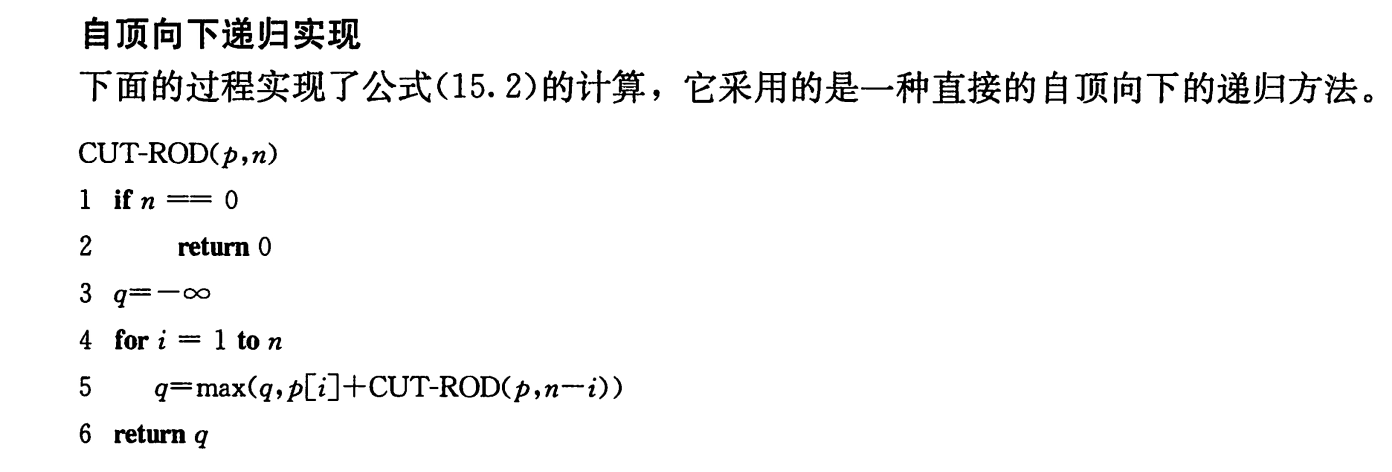 自顶向下递归实现
下面的过程实现了公式(15.2)的计算，它采用的是一种直接的自顶向下的递归方法。
CUT-ROD(p,n)
1 if n == 0
2 return 0
3 q=-∞
4 for i = 1 to n
5 q=max(q,p[i]+CUT-ROD(p,n-i))
6 return q